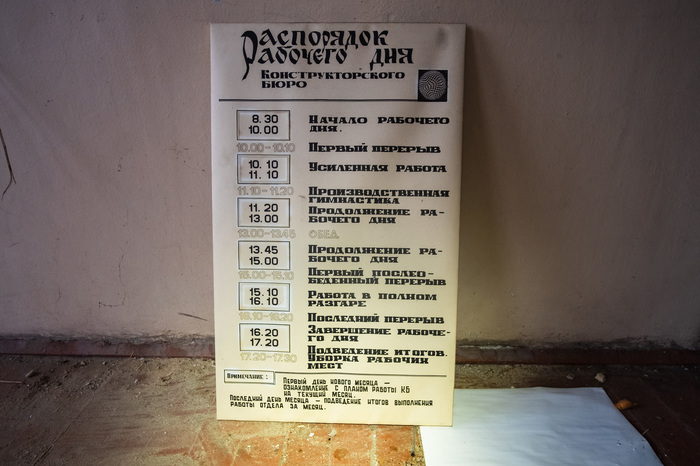 Распорядок
Рабочего дня
Конструкторского
бюро
8.30
10.00
Начало рабочего
дня.
10.00-10.10
Первый перерыв
10.10
11.10
Усиленная работа
11.10-11.20
Производственная
гимнастика
11.20
13.00
Продолжение ра-
бочего дня
13.00-13.45
Обед.
13.45
15.00
Продолжение ра-
бочего дня
15.00-15.10
Первый послео-
беденный перерыв
15.10
16.10
Работа в полном
разгаре
16.10-16.20
Последний перерыв
16.20
17.20
Завершение рабоче-
го дня
17.20-17.30
Подведение итогов.
Уборка рабочих
мест
Примечание:
Первый день нового месяца –
ознакомление с планом работы КБ
на текущий месяц.
Последний день месяца – подведение итогов выполнения
работы отдела за месяц.